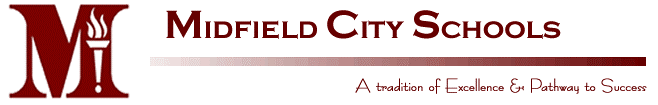 M
MIDFIELD CITY SCHOOLS
A tradition of Excellence & Pathway to Success